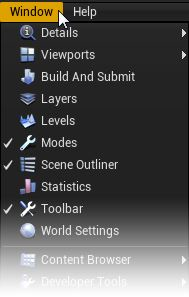 Window Help
Details
Viewports
Build And Submit
Layers
Levels
Modes
Scene Outliner
Statistics
Toolbar
World Settings
Content Browser
Developer Tools